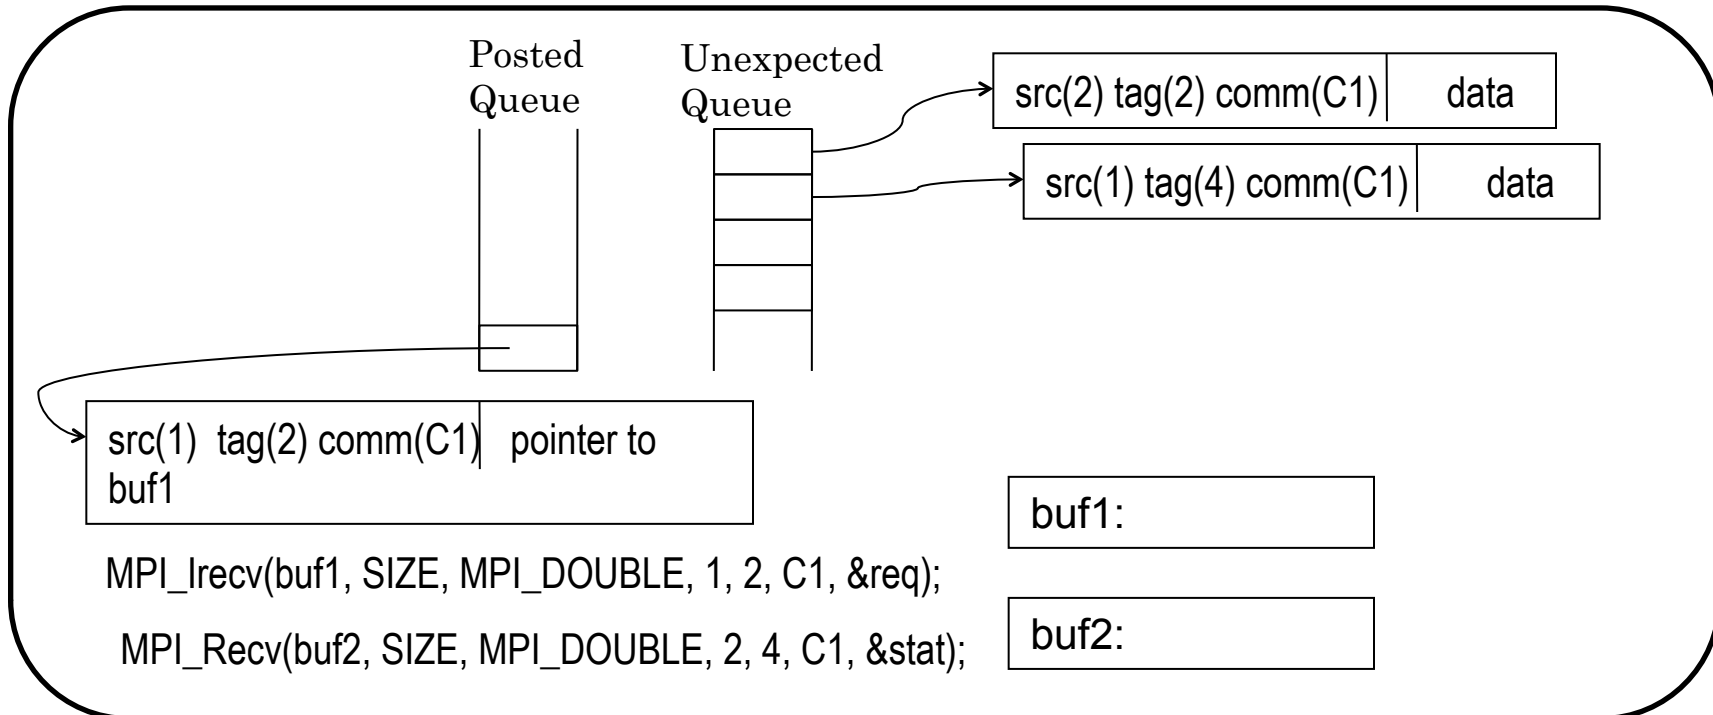 Posted
Queue
Unexpected
Queue
src(2) tag(2) comm(C1) data
src(1) tag(4) comm(C1) data
src(1) tag(2) comm(C1) pointer to
buf1
buf1:
MPI_Irecv(buf1, SIZE, MPI_DOUBLE, 1, 2, C1, &req);
buf2:
MPI_Recv(buf2, SIZE, MPI_DOUBLE, 2, 4, C1, &stat);